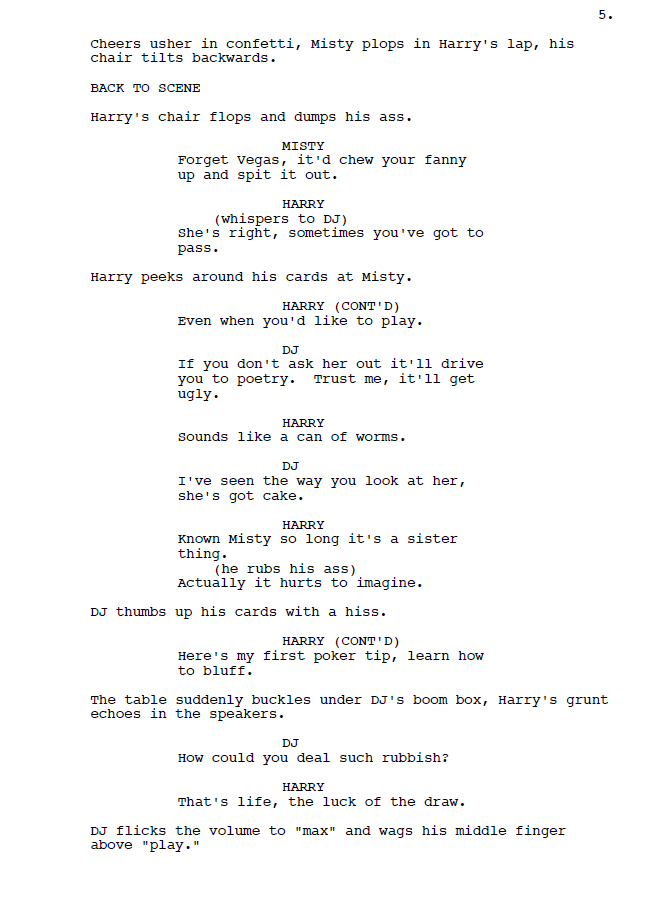 5.
Cheers usher in confetti, Misty plops in Harry's lap, his
chair tilts backwards.
BACK TO SCENE
Harry's chair flops and dumps his ass.
MISTY
Forget Vegas, it'd chew your fanny
up and spit it out.
HARRY
(whispers to DJ)
She's right, sometimes you've got to
pass.
Harry peeks around his cards at Misty.
HARRY (CONT'D)
Even when you'd like to play.
DJ
If you don't ask her out it'll drive
you to poetry.  Trust me, it'll get
ugly.
HARRY
Sounds like a can of worms.
DJ
I've seen the way you look at her,
she's got cake.
HARRY
Known Misty so long it's a sister
thing.
(he rubs his ass)
Actually it hurts to imagine.
DJ thumbs up his cards with a hiss.
HARRY (CONT'D)
Here's my first poker tip, learn how
to bluff.
The table suddenly buckles under DJ's boom box, Harry's grunt
echoes in the speakers.
DJ
How could you deal such rubbish?
HARRY
That's life, the luck of the draw.
DJ flicks the volume to "max" and wags his middle finger
above "play."